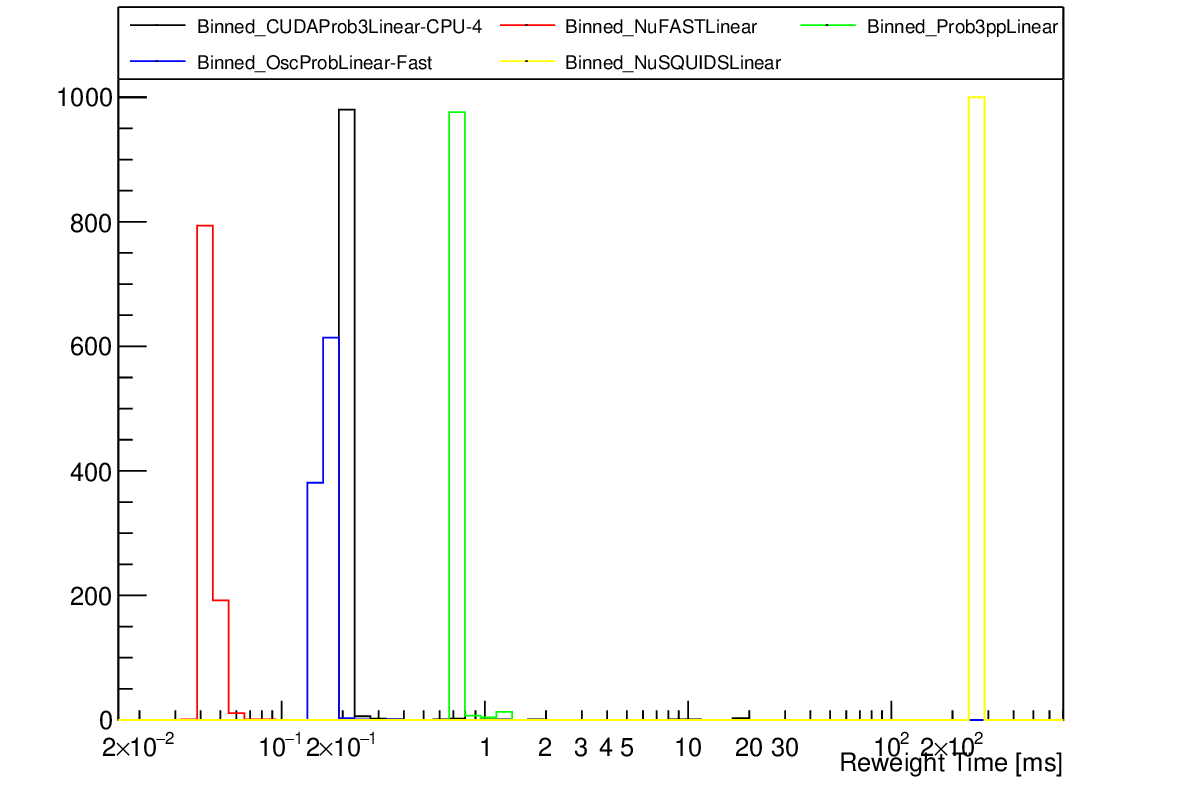 Binned_CUDAProb3Linear-CPU-4 Binned_NuFASTLinear Binned_Prob3ppLinear
Binned_OscProbLinear-Fast Binned_NuSQUIDSLinear
1000
800
600
400
200
0
2×10⁻² 10⁻¹ 2×10⁻¹ 1 2 3 4 5 10 20 30 10² 2×10²
Reweight Time [ms]